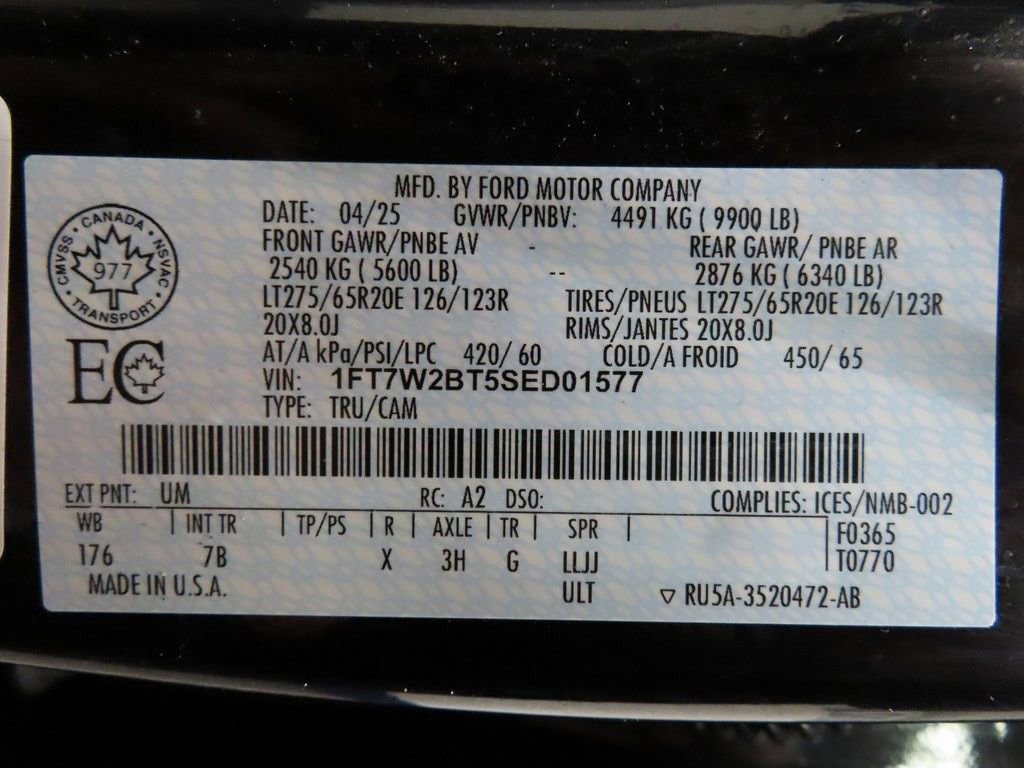 MFD. BY FORD MOTOR COMPANY
DATE: 04/25 GVWR/PNBV: 4491 KG ( 9900 LB)
FRONT GAWR/PNBE AV - REAR GAWR/ PNBE AR
2540 KG ( 5600 LB) -- 2876 KG ( 6340 LB)
LT275/65R20E 126/123R TIRES/PNEUS LT275/65R20E 126/123R
20X8.0J RIMS/JANTES 20X8.0J
AT/A kPa/PSI/LPC 420/ 60 COLD/A FROID 450/ 65
VIN: 1FT7W2BT5SED01577
TYPE: TRU/CAM
CANADA • NSVAC • TRANSPORT • CMVSS •
977
EC
EXT PNT: UM RC: A2 DSO: COMPLIES: ICES/NMB-002
WB | INT TR | TP/PS | R | AXLE | TR | SPR | F0365
176 7B X 3H G LLJJ T0770
MADE IN U.S.A. ULT ▽ RU5A-3520472-AB